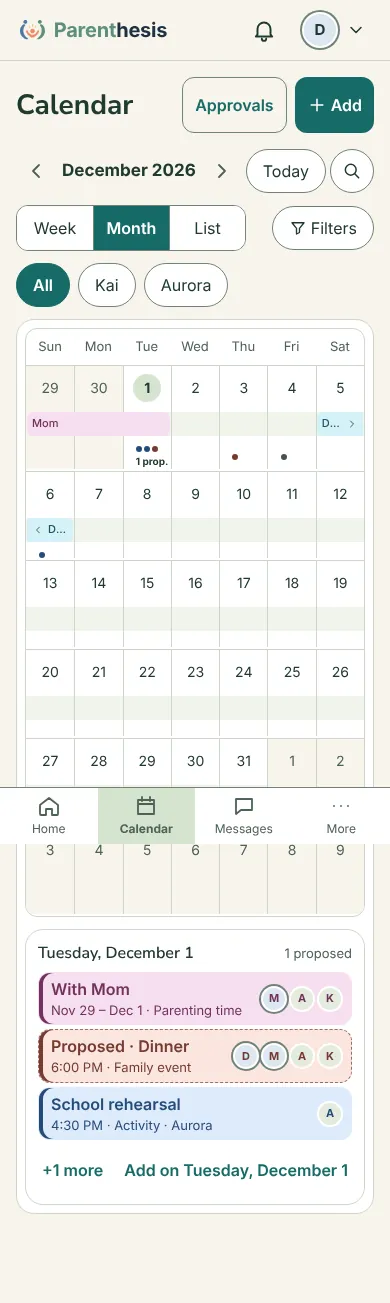 Parenthesis
D
Calendar
Approvals
+ Add
December 2026
Today
Week Month List
Filters
All Kai Aurora
Sun Mon Tue Wed Thu Fri Sat
29 30 1 2 3 4 5
Mom D...
1 prop.
6 7 8 9 10 11 12
D...
13 14 15 16 17 18 19
20 21 22 23 24 25 26
27 28 29 30 31 1 2
Home Calendar Messages More
3 4 5 6 7 8 9
Tuesday, December 1 1 proposed
With Mom
M A K
Nov 29 – Dec 1 · Parenting time
Proposed · Dinner
D M A K
6:00 PM · Family event
School rehearsal
A
4:30 PM · Activity · Aurora
+1 more Add on Tuesday, December 1